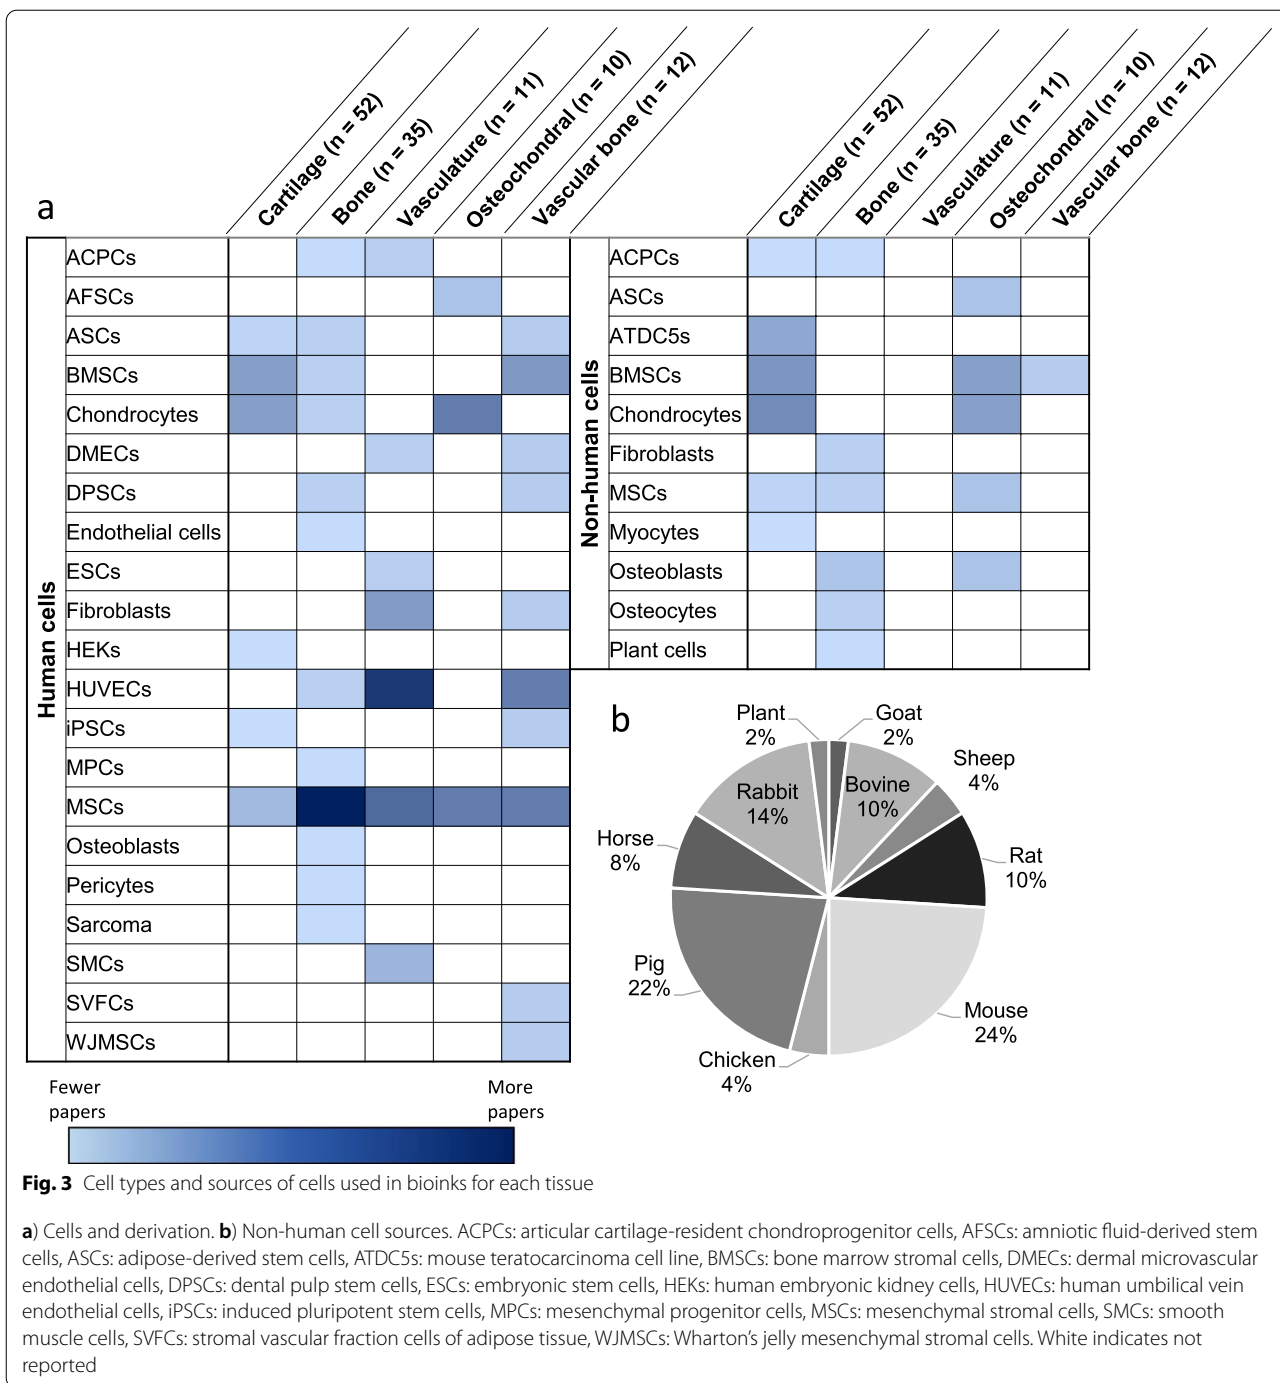 a
Cartilage (n = 52)
Bone (n = 35)
Vasculature (n = 11)
Osteochondral (n = 10)
Vascular bone (n = 12)
Human cells
ACPCs
AFSCs
ASCs
BMSCs
Chondrocytes
DMECs
DPSCs
Endothelial cells
ESCs
Fibroblasts
HEKs
HUVECs
iPSCs
MPCs
MSCs
Osteoblasts
Pericytes
Sarcoma
SMCs
SVFCs
WJMSCs
Cartilage (n = 52)
Bone (n = 35)
Vasculature (n = 11)
Osteochondral (n = 10)
Vascular bone (n = 12)
Non-human cells
ACPCs
ASCs
ATDC5s
BMSCs
Chondrocytes
Fibroblasts
MSCs
Myocytes
Osteoblasts
Osteocytes
Plant cells
Fewer
papers
More
papers
b
Plant
2%
Goat
2%
Sheep
4%
Bovine
10%
Rabbit
14%
Horse
8%
Rat
10%
Pig
22%
Mouse
24%
Chicken
4%
Fig. 3 Cell types and sources of cells used in bioinks for each tissue
a) Cells and derivation. b) Non-human cell sources. ACPCs: articular cartilage-resident chondroprogenitor cells, AFSCs: amniotic fluid-derived stem
cells, ASCs: adipose-derived stem cells, ATDC5s: mouse teratocarcinoma cell line, BMSCs: bone marrow stromal cells, DMECs: dermal microvascular
endothelial cells, DPSCs: dental pulp stem cells, ESCs: embryonic stem cells, HEKs: human embryonic kidney cells, HUVECs: human umbilical vein
endothelial cells, iPSCs: induced pluripotent stem cells, MPCs: mesenchymal progenitor cells, MSCs: mesenchymal stromal cells, SMCs: smooth
muscle cells, SVFCs: stromal vascular fraction cells of adipose tissue, WJMSCs: Wharton's jelly mesenchymal stromal cells. White indicates not
reported